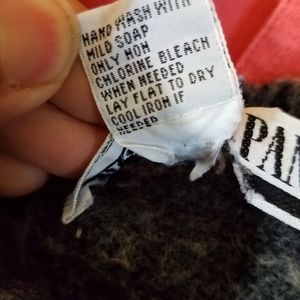 HAND WASH WITH
MILD SOAP
ONLY NON
CHLORINE BLEACH
WHEN NEEDED
LAY FLAT TO DRY
COOL IRON IF
NEEDED